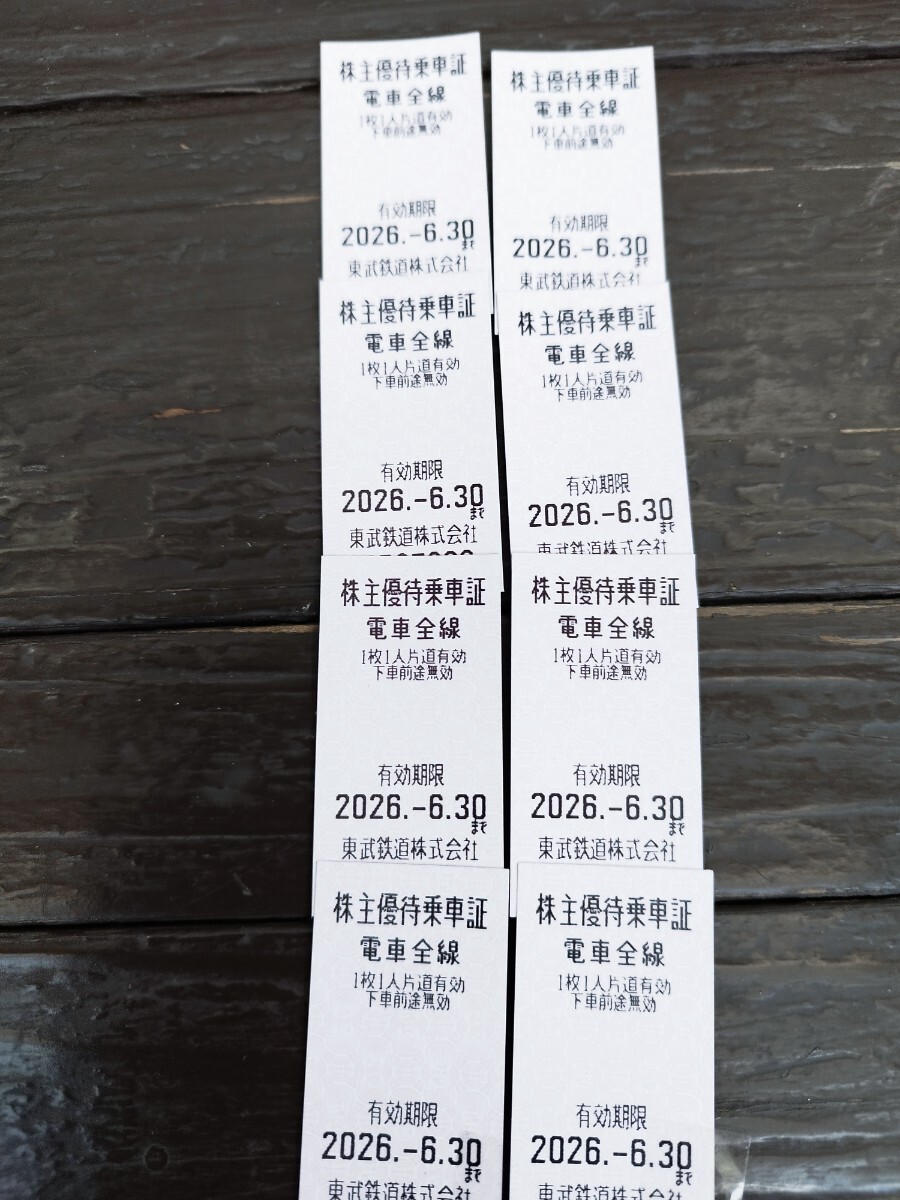 株主優待乗車証
電車全線
1枚1人片道有効
下車前途無効
有効期限
2026.-6.30
まで
東武鉄道株式会社
株主優待乗車証
電車全線
1枚1人片道有効
下車前途無効
有効期限
2026.-6.30
まで
東武鉄道株式会社
株主優待乗車証
電車全線
1枚1人片道有効
下車前途無効
有効期限
2026.-6.30
まで
東武鉄道株式会社
株主優待乗車証
電車全線
1枚1人片道有効
下車前途無効
有効期限
2026.-6.30
まで
東武鉄道株式会社
株主優待乗車証
電車全線
1枚1人片道有効
下車前途無効
有効期限
2026.-6.30
まで
東武鉄道株式会社
株主優待乗車証
電車全線
1枚1人片道有効
下車前途無効
有効期限
2026.-6.30
まで
東武鉄道株式会社
株主優待乗車証
電車全線
1枚1人片道有効
下車前途無効
有効期限
2026.-6.30
まで
東武鉄道株式会社
株主優待乗車証
電車全線
1枚1人片道有効
下車前途無効
有効期限
2026.-6.30
まで
東武鉄道株式会社